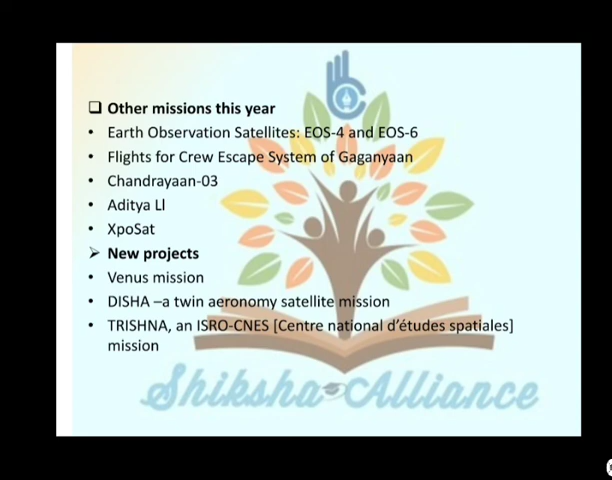 ❑ Other missions this year
• Earth Observation Satellites: EOS-4 and EOS-6
• Flights for Crew Escape System of Gaganyaan
• Chandrayaan-03
• Aditya Ll
• XpoSat
➢ New projects
• Venus mission
• DISHA –a twin aeronomy satellite mission
• TRISHNA, an ISRO-CNES [Centre national d'études spatiales]
mission
Shiksha Alliance